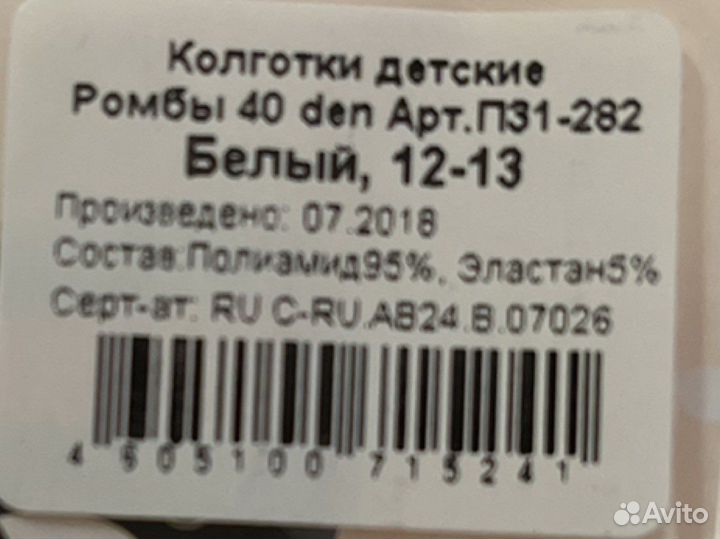 Колготки детские
Ромбы 40 den Арт.П31-282
Белый, 12-13
Произведено: 07.2018
Состав:Полиамид95%, Эластан5%
Серт-ат: RU C-RU.АВ24.В.07026
4 605100 715241
Avito